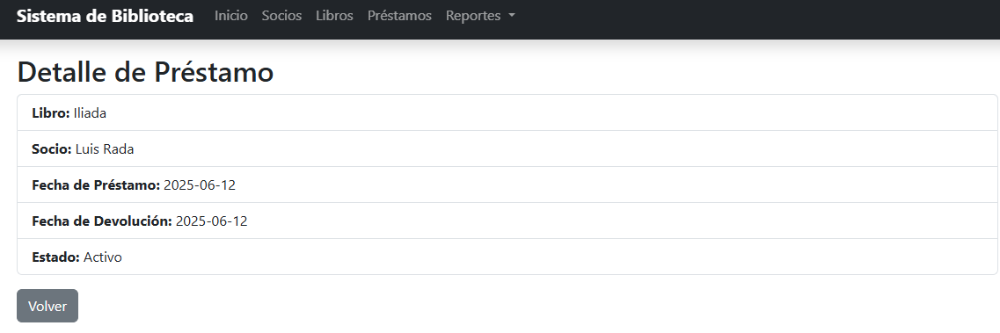 Sistema de Biblioteca Inicio Socios Libros Préstamos Reportes
Detalle de Préstamo
Libro: Iliada
Socio: Luis Rada
Fecha de Préstamo: 2025-06-12
Fecha de Devolución: 2025-06-12
Estado: Activo
Volver